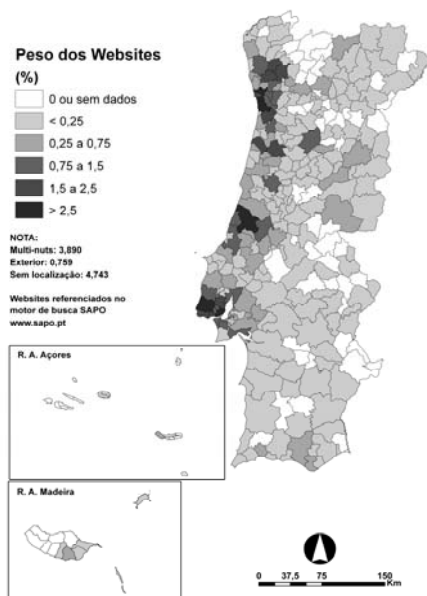 Peso dos Websites
(%)
0 ou sem dados
< 0,25
0,25 a 0,75
0,75 a 1,5
1,5 a 2,5
> 2,5
NOTA:
Multi-nuts: 3,890
Exterior: 0,759
Sem localização: 4,743
Websites referenciados no
motor de busca SAPO
www.sapo.pt
R. A. Açores
R. A. Madeira
0 37,5 75 150
Km